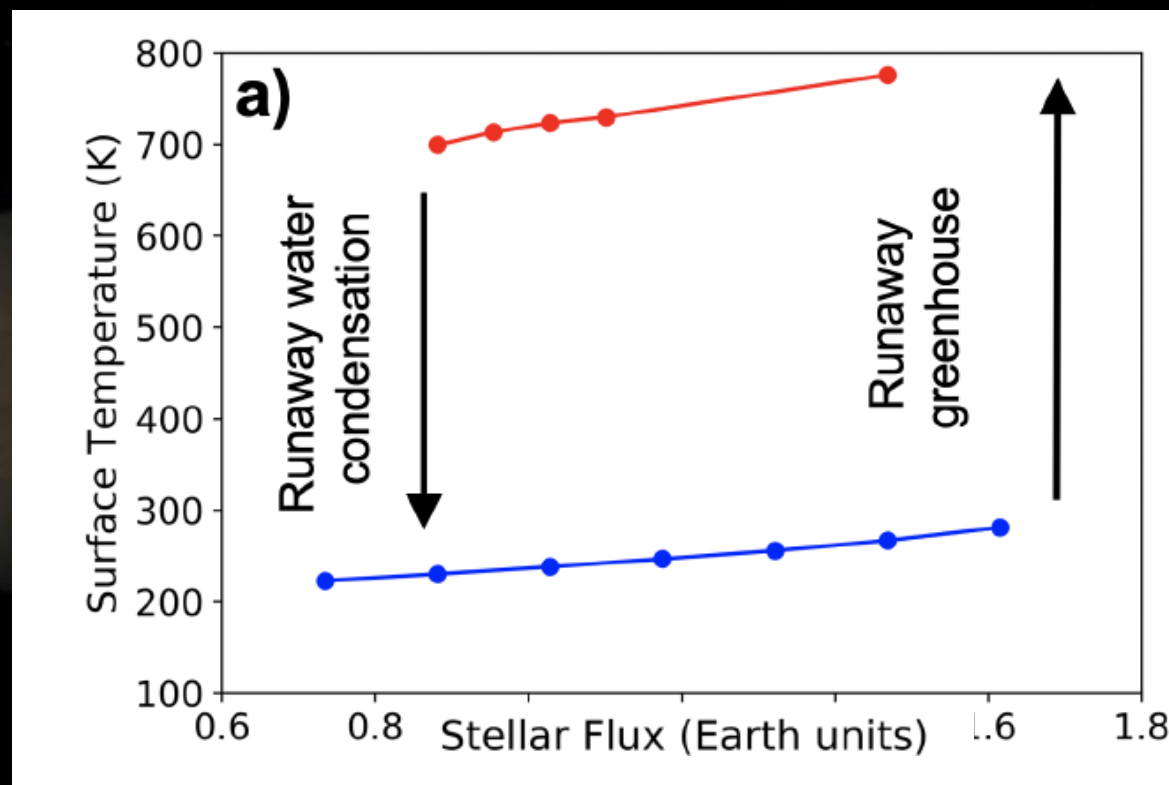 a)
800
700
600
500
400
300
200
100
Surface Temperature (K)
Runaway water
condensation
Runaway
greenhouse
0.6
0.8
Stellar Flux (Earth units)
1.8